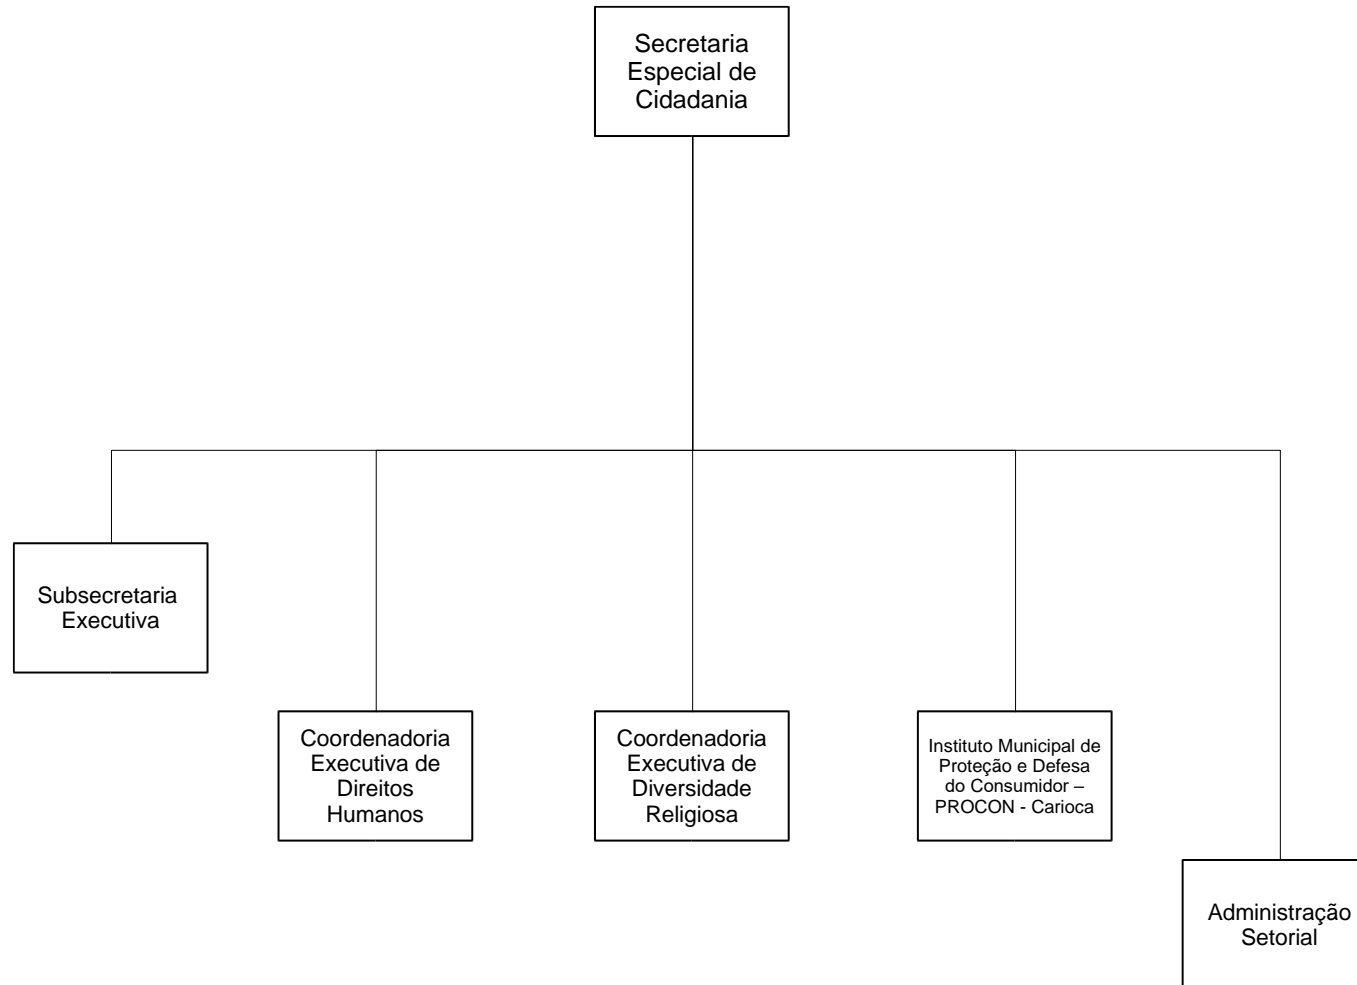 Secretaria
Especial de
Cidadania
Subsecretaria
Executiva
Coordenadoria
Executiva de
Direitos
Humanos
Coordenadoria
Executiva de
Diversidade
Religiosa
Instituto Municipal de
Proteção e Defesa
do Consumidor –
PROCON - Carioca
Administração
Setorial